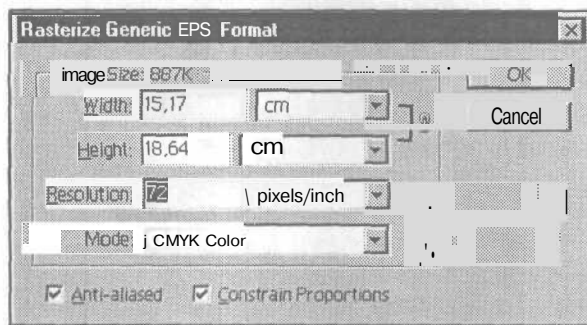 Rasterize Generic EPS Format
image Size: 887K
OK
Width: 15,17 cm
Cancel
Height: 18,64 cm
Resolution: 72 \ pixels/inch
Mode: j CMYK Color
Anti-aliased Constrain Proportions